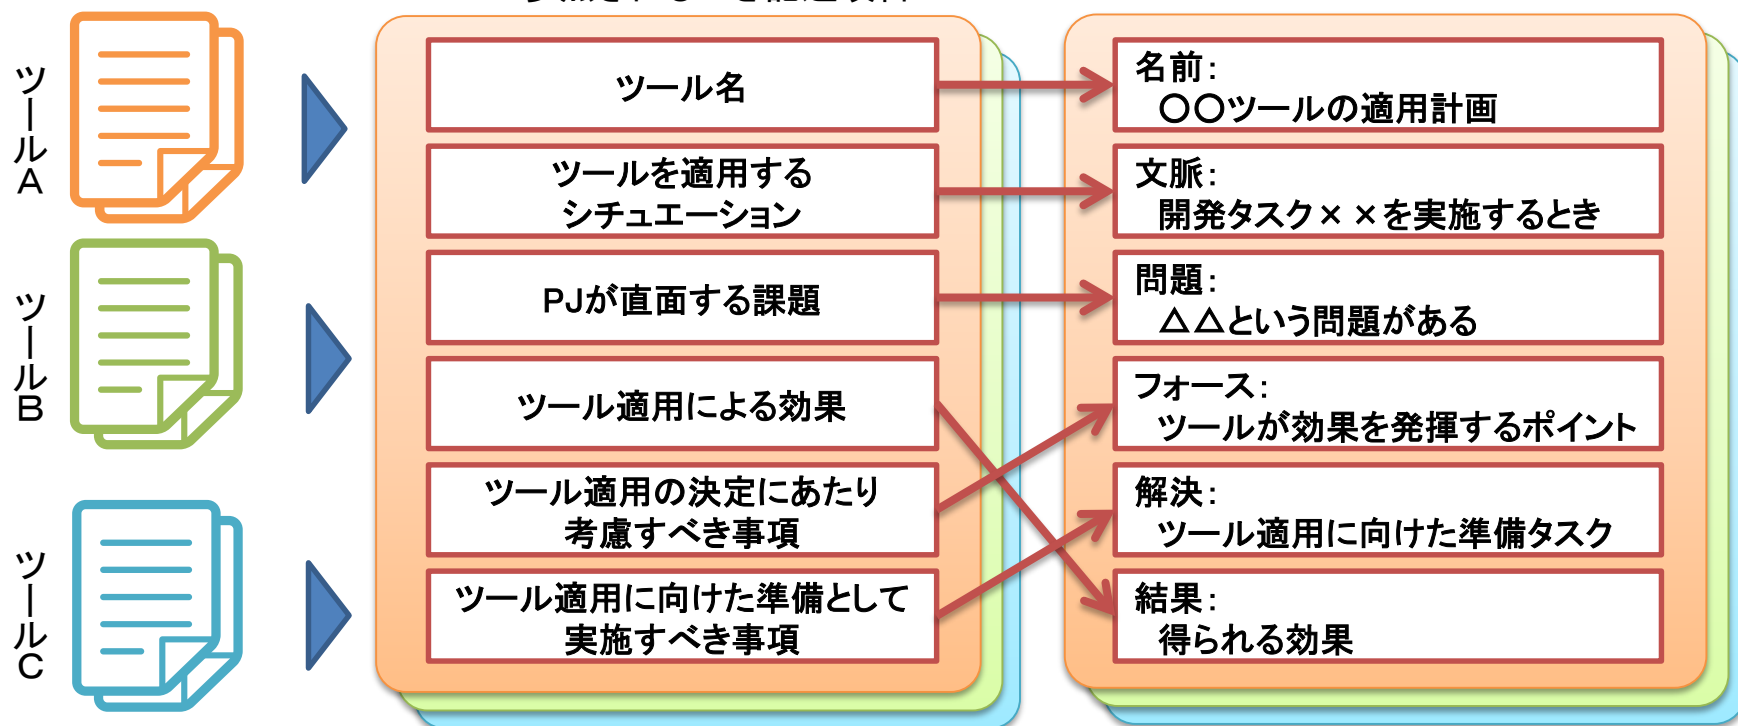 ツールA
ツールB
ツールC
ツール名
ツールを適用する
シチュエーション
PJが直面する課題
ツール適用による効果
ツール適用の決定にあたり
考慮すべき事項
ツール適用に向けた準備として
実施すべき事項
名前：
○○ツールの適用計画
文脈：
開発タスク××を実施するとき
問題：
△△という問題がある
フォース：
ツールが効果を発揮するポイント
解決：
ツール適用に向けた準備タスク
結果：
得られる効果